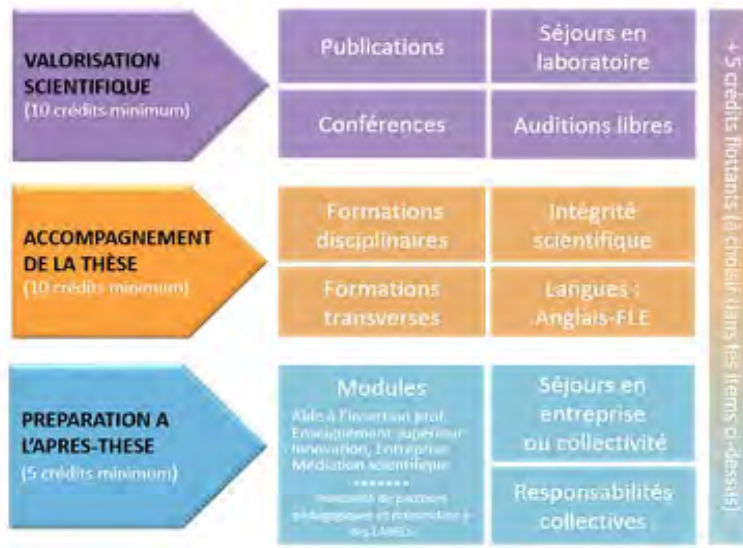 VALORISATION
SCIENTIFIQUE
(10 crédits minimum)
Publications
Séjours en
laboratoire
Conférences
Auditions libres
ACCOMPAGNEMENT
DE LA THÈSE
(10 crédits minimum)
Formations
disciplinaires
Intégrité
scientifique
Formations
transverses
Langues :
Anglais-FLE
PREPARATION A
L'APRES-THESE
(5 crédits minimum)
Modules
Aide à l'insertion prof.
Enseignement supérieur
Innovation, Entreprise
Médiation scientifique
Séjours en
entreprise
ou collectivité
Responsabilités
collectives
+ 5 crédits flottants (à choisir dans les items ci-dessus)